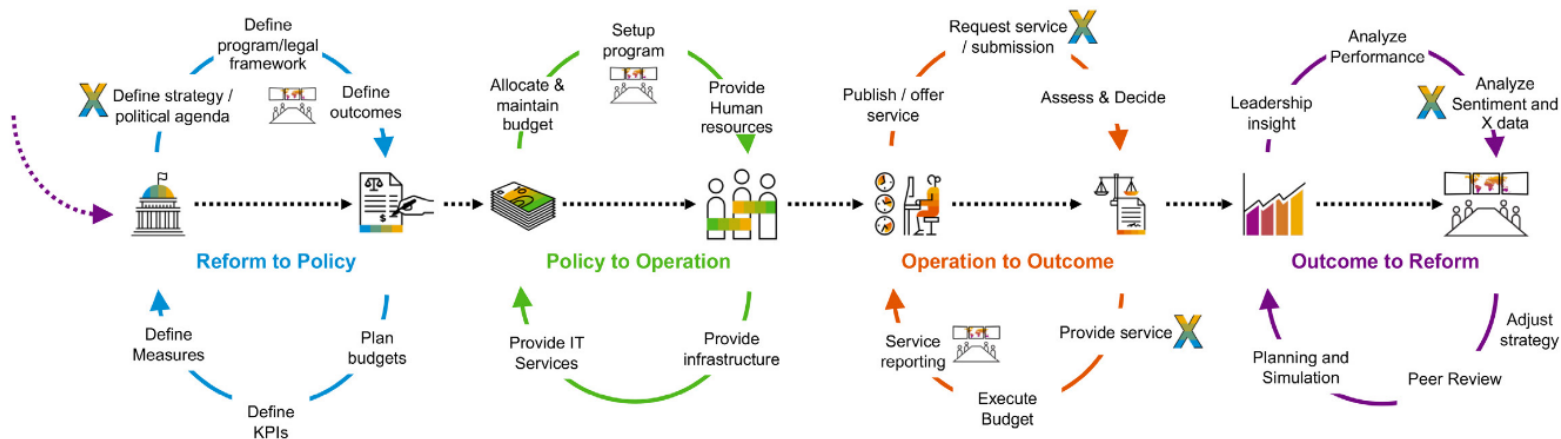 Define
program/legal
framework
Define strategy /
political agenda
Define
outcomes
Reform to Policy
Define
Measures
Plan
budgets
Define
KPIs
Setup
program
Allocate &
maintain
budget
Provide
Human
resources
Policy to Operation
Provide IT
Services
Provide
infrastructure
Request service
/ submission
X
Publish / offer
service
Assess & Decide
Operation to Outcome
Service
reporting
Provide service
X
Execute
Budget
Analyze
Performance
Leadership
insight
X
Analyze
Sentiment and
X data
Outcome to Reform
Adjust
strategy
Planning and
Simulation
Peer Review
X
$